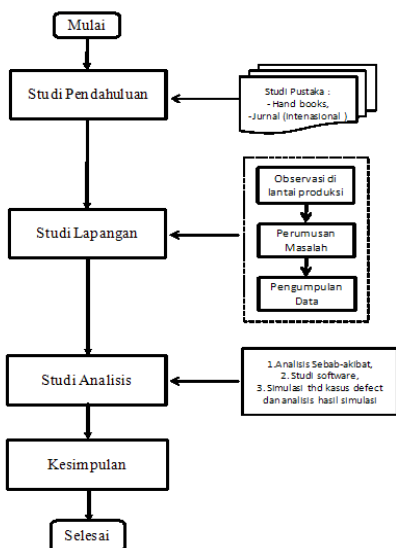 Mulai
Studi Pendahuluan
Studi Pustaka :
- Hand books,
-Jurnal (Intenasional )
Observasi di
lantai produksi
Studi Lapangan
Perumusan
Masalah
Pengumpulan
Data
Studi Analisis
1.Analisis Sebab-akibat,
2.Studi software,
3.Simulasi thd kasus defect
dan analisis hasil simulasi
Kesimpulan
Selesai